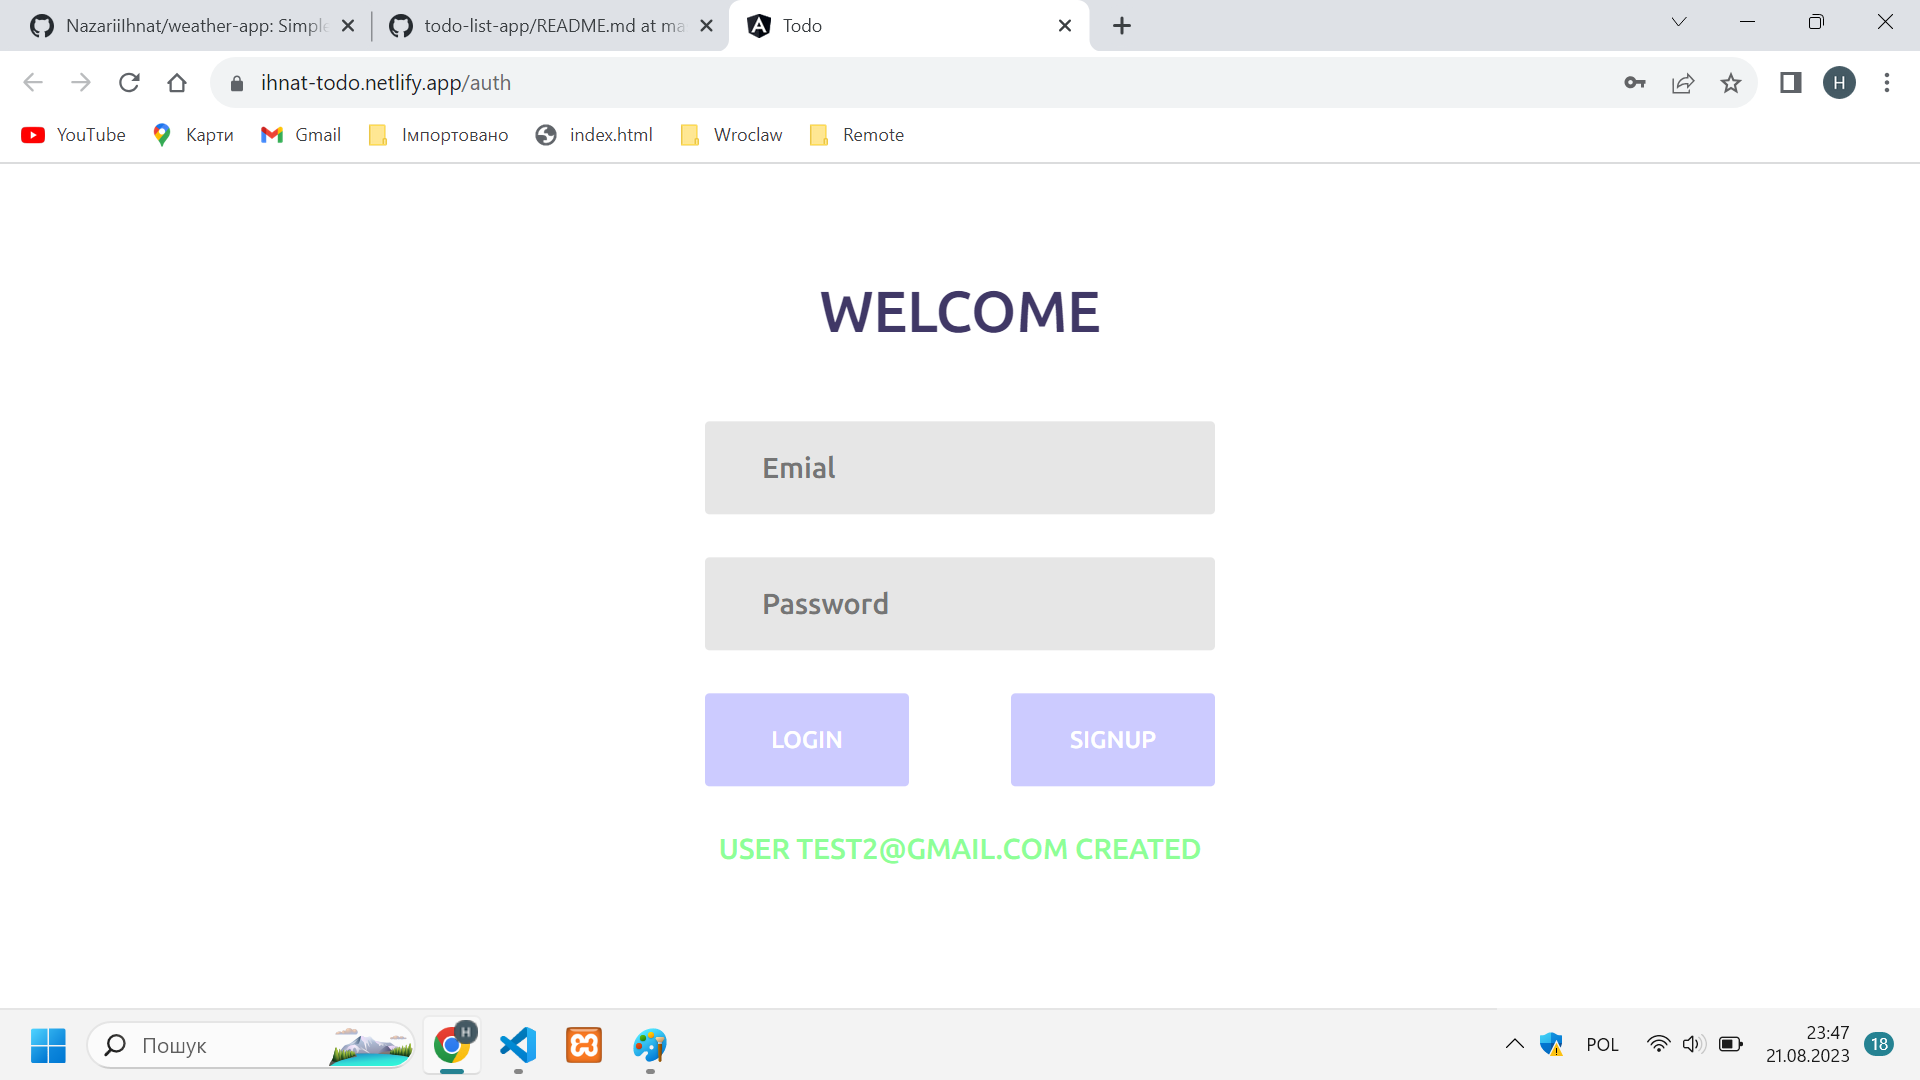 NazariiIhnat/weather-app: Simple
todo-list-app/README.md at ma
Todo
ihnat-todo.netlify.app/auth
H
YouTube
Карти
Gmail
Імпортовано
index.html
Wroclaw
Remote
WELCOME
Emial
Password
LOGIN
SIGNUP
USER TEST2@GMAIL.COM CREATED
Пошук
H
POL
23:47
21.08.2023
18